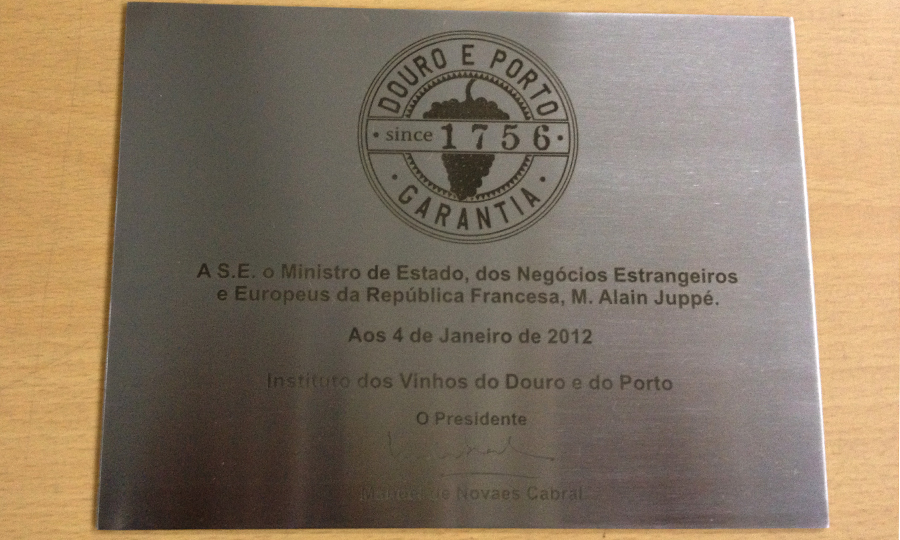 DOURO E PORTO
since 1756
GARANTIA
A S.E. o Ministro de Estado, dos Negócios Estrangeiros
e Europeus da República Francesa, M. Alain Juppé.
Aos 4 de Janeiro de 2012
Instituto dos Vinhos do Douro e do Porto
O Presidente
Manuel de Novaes Cabral